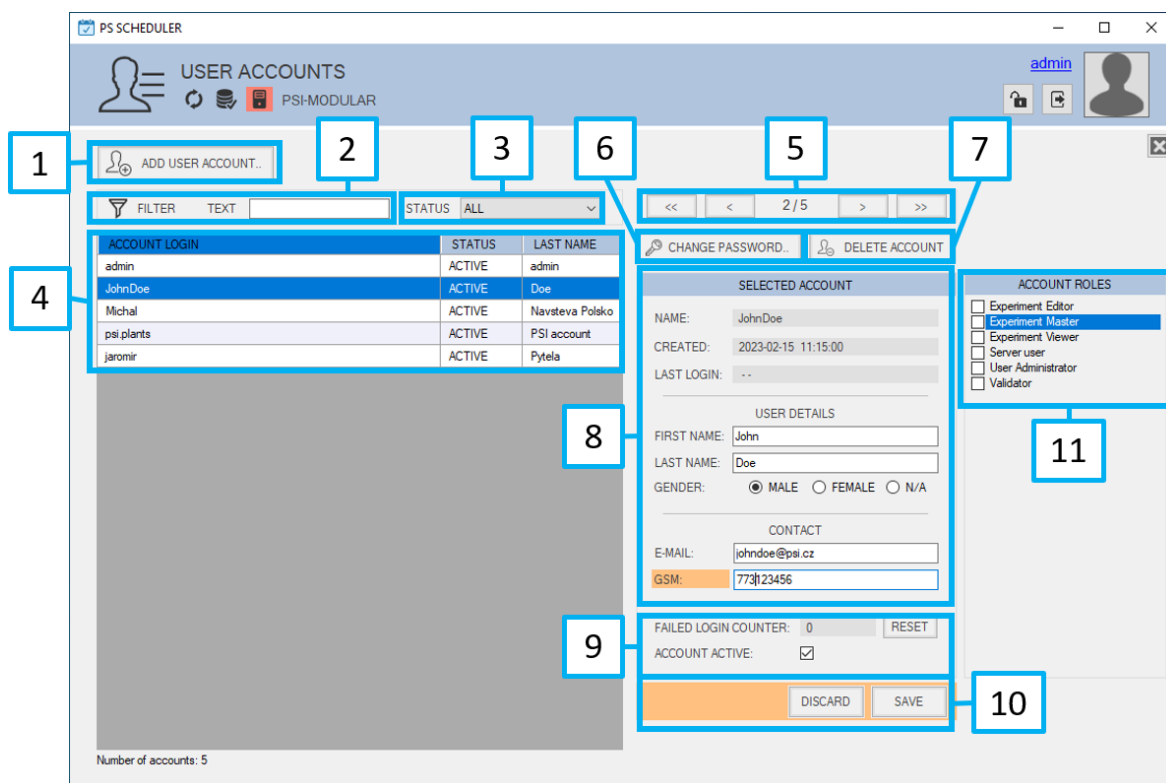 PS SCHEDULER
USER ACCOUNTS
PSI-MODULAR
admin
1
2
3
6
5
7
ADD USER ACCOUNT..
FILTER TEXT
STATUS ALL
<< < 2 / 5 > >>
CHANGE PASSWORD.. DELETE ACCOUNT
4
ACCOUNT LOGIN STATUS LAST NAME
admin ACTIVE admin
JohnDoe ACTIVE Doe
Michal ACTIVE Navsteva Polsko
psi.plants ACTIVE PSI account
jaromir ACTIVE Pytela
SELECTED ACCOUNT
NAME: JohnDoe
CREATED: 2023-02-15 11:15:00
LAST LOGIN: - -
USER DETAILS
8
FIRST NAME: John
LAST NAME: Doe
GENDER: MALE FEMALE N/A
CONTACT
E-MAIL: johndoe@psi.cz
GSM: 773123456
ACCOUNT ROLES
Experiment Editor
Experiment Master
Experiment Viewer
Server user
User Administrator
Validator
11
9
FAILED LOGIN COUNTER: 0 RESET
ACCOUNT ACTIVE:
DISCARD SAVE
10
Number of accounts: 5